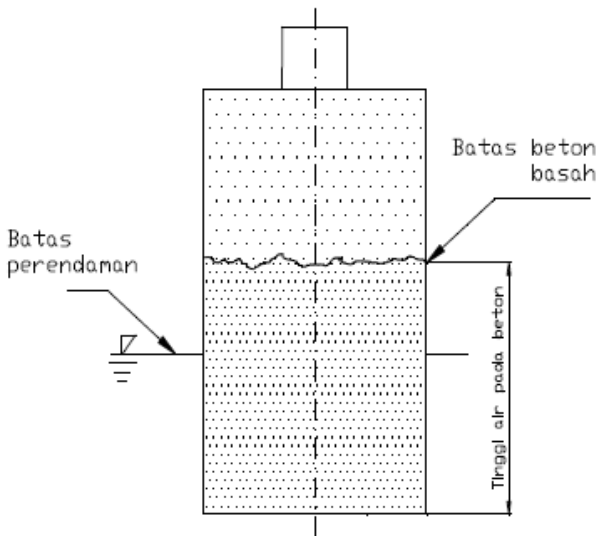 Batas beton
basah
Batas
perendaman
Tinggi air pada beton